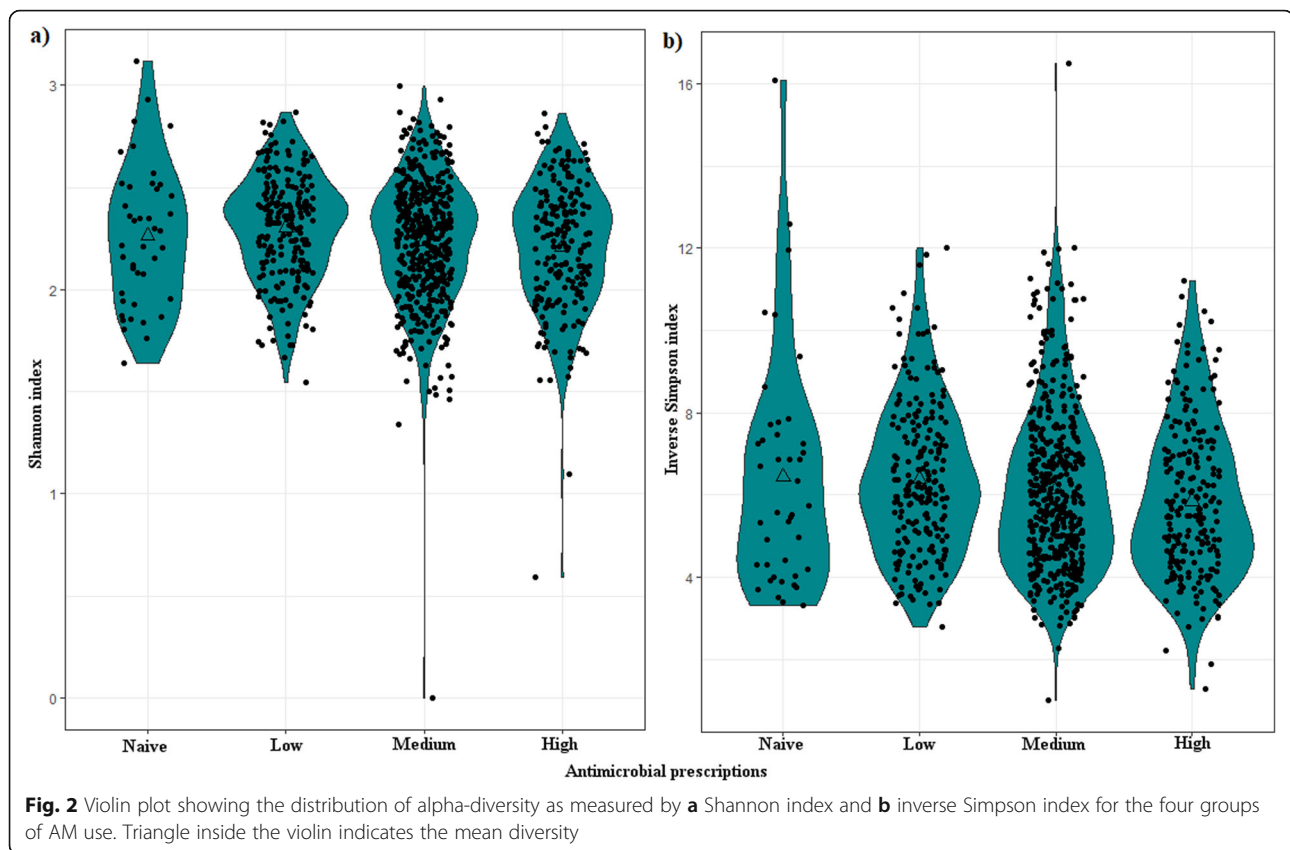 a)
3
2
1
0
Shannon index
Naive Low Medium High
b)
16
12
8
4
Inverse Simpson index
Naive Low Medium High
Antimicrobial prescriptions
Fig. 2 Violin plot showing the distribution of alpha-diversity as measured by a Shannon index and b inverse Simpson index for the four groups
of AM use. Triangle inside the violin indicates the mean diversity